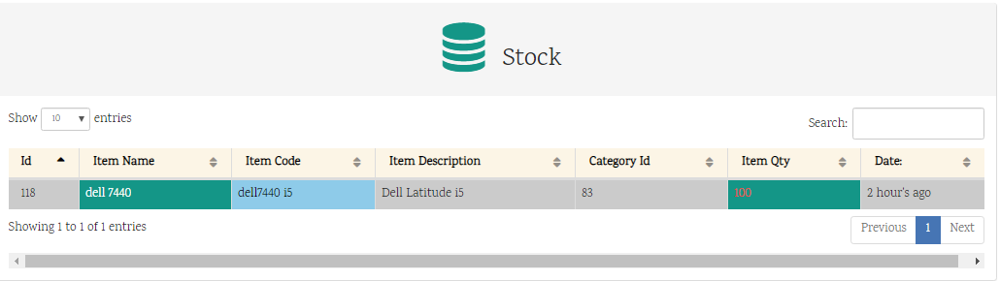 Stock
Show 10 entries
Search:
Id Item Name Item Code Item Description Category Id Item Qty Date:
118 dell 7440 dell7440 i5 Dell Latitude i5 83 100 2 hour's ago
Showing 1 to 1 of 1 entries
Previous 1 Next